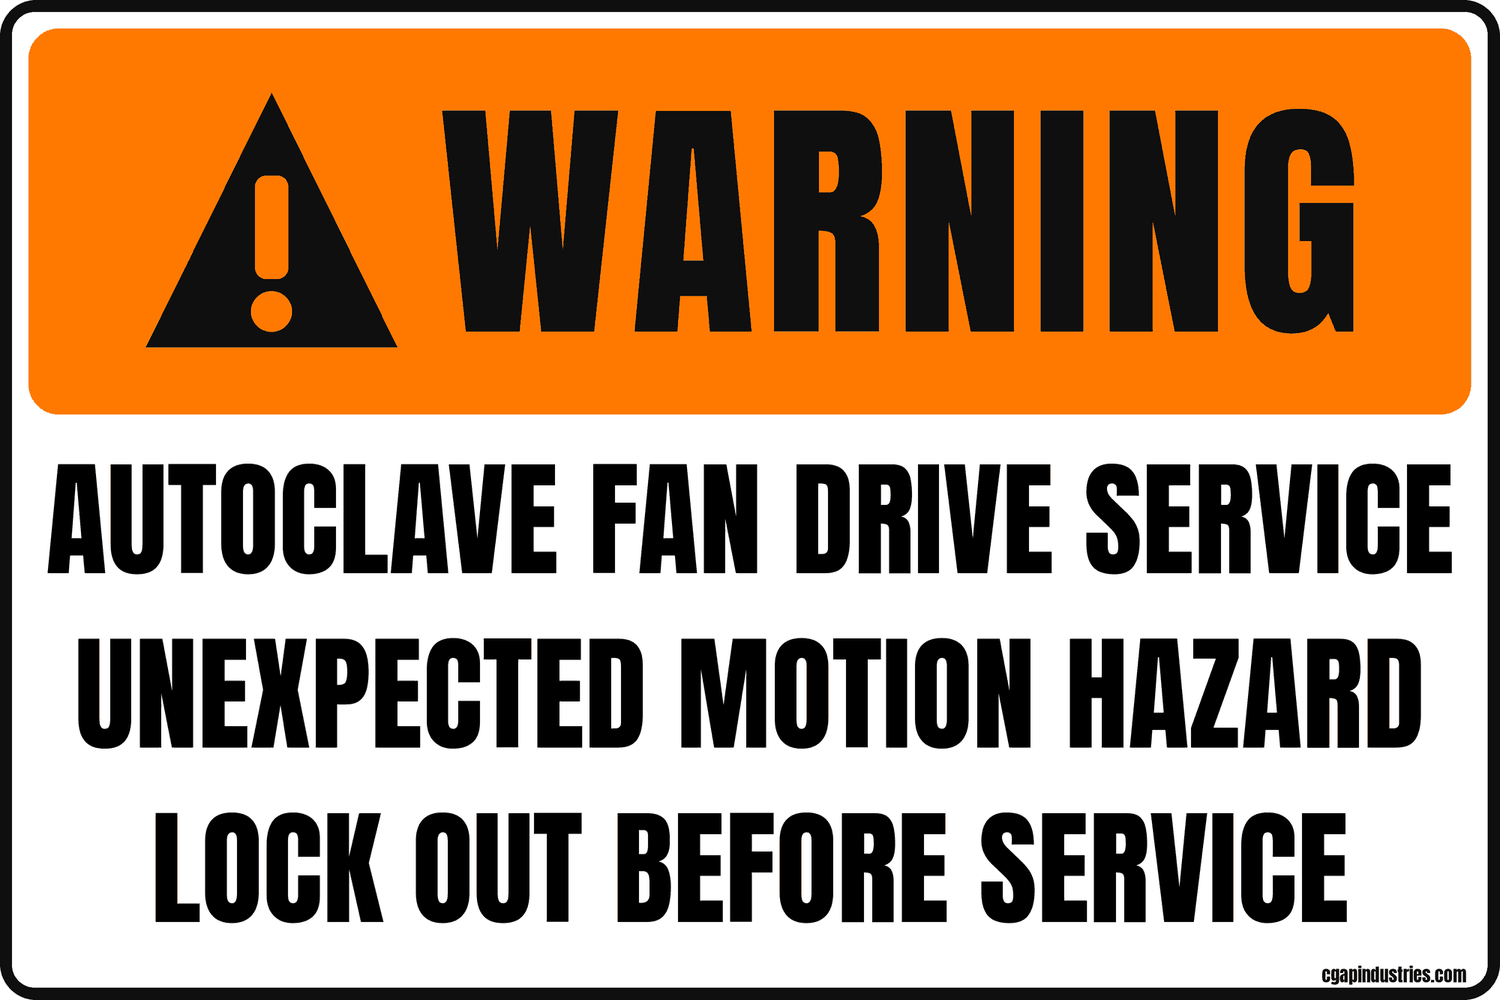 WARNING
AUTOCLAVE FAN DRIVE SERVICE
UNEXPECTED MOTION HAZARD
LOCK OUT BEFORE SERVICE
cgapindustries.com